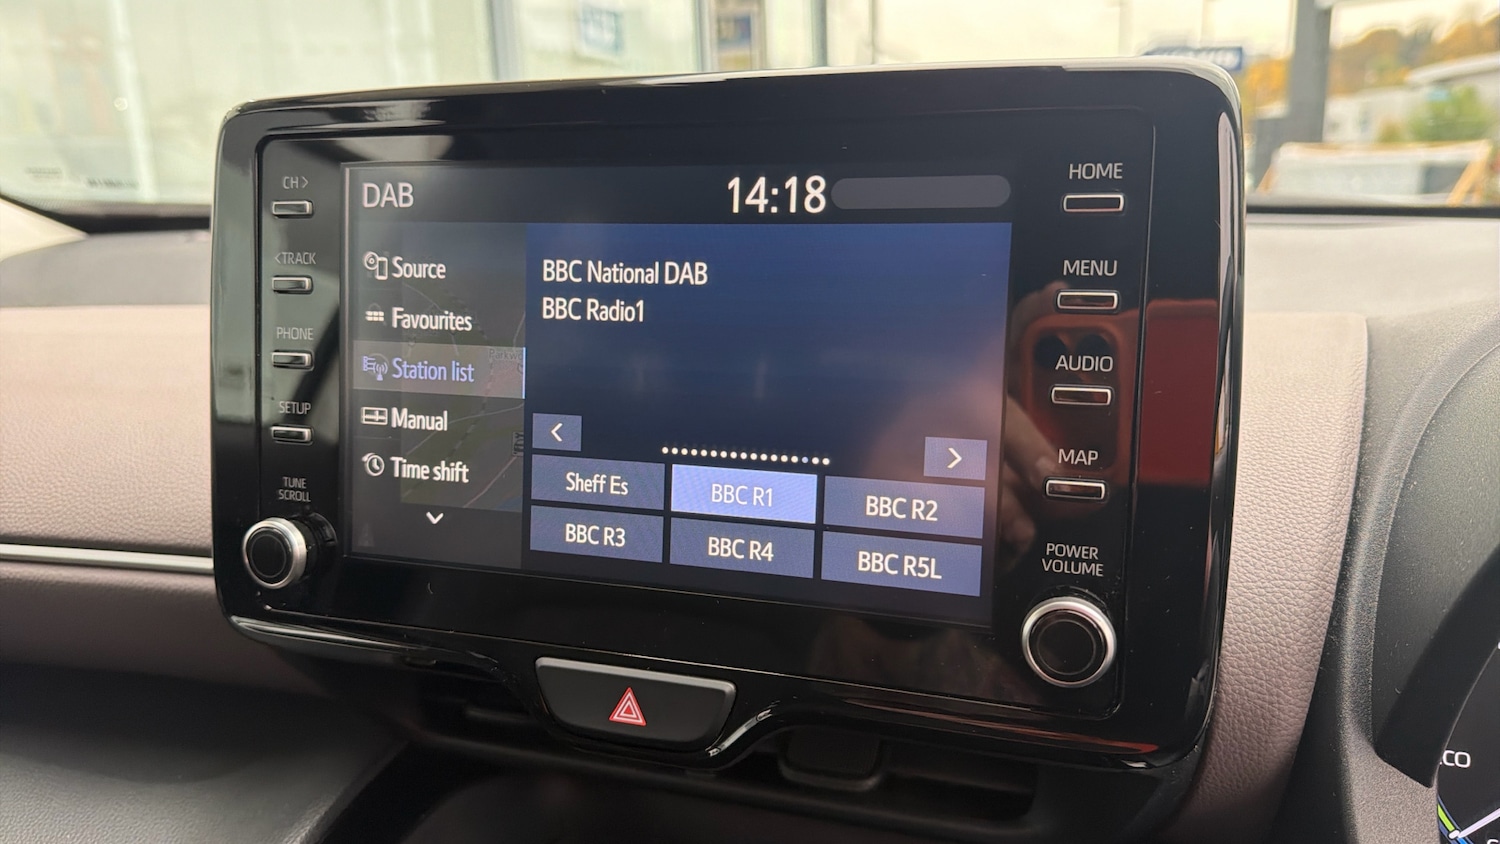 CH >
< TRACK
PHONE
SETUP
TUNE
SCROLL
DAB
14:18
Source
Favourites
Station list
Manual
Time shift
BBC National DAB
BBC Radio1
Sheff Es
BBC R1
BBC R2
BBC R3
BBC R4
BBC R5L
HOME
MENU
AUDIO
MAP
POWER
VOLUME
CO